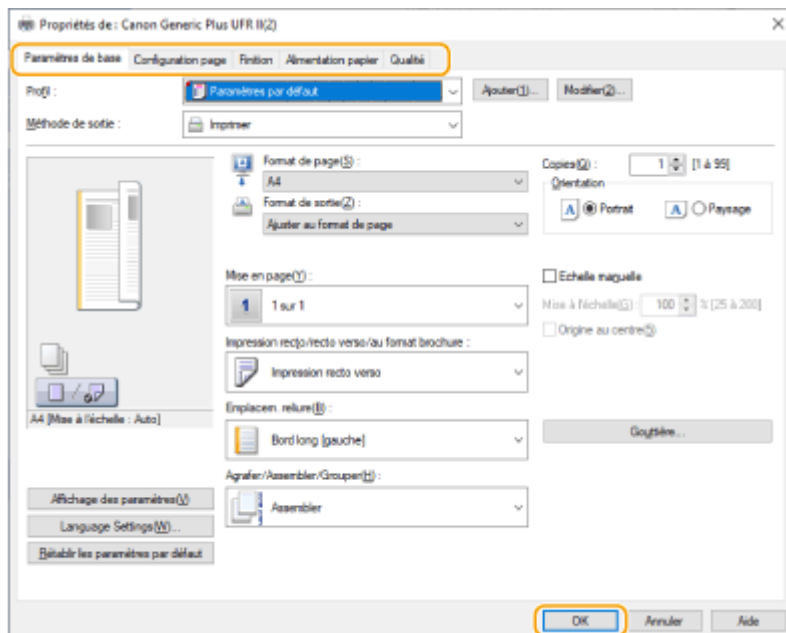 Propriétés de : Canon Generic Plus UFR II(2)
Paramètres de base Configuration page Finition Alimentation papier Qualité
Profil : Paramètres par défaut Ajouter(1)... Modifier(2)...
Méthode de sortie : Imprimer
Format de page(S) :
A4
Format de sortie(Z) :
Ajuster au format de page
Copies(Q) : 1 [1 à 99]
Orientation
A Portrait A Paysage
Mise en page(Y) :
1 1 sur 1
Echelle manuelle
Mise à l'échelle(G) : 100 % [25 à 200]
Origine au centre(5)
Impression recto/recto verso/au format brochure :
Impression recto verso
A4 [Mise à l'échelle : Auto]
Emplacem. reliure(B) :
Bord long [gauche]
Gouttière...
Agrafer/Assembler/Grouper(H) :
Assembler
Affichage des paramètres(V)
Language Settings(W)...
Rétablir les paramètres par défaut
OK Annuler Aide